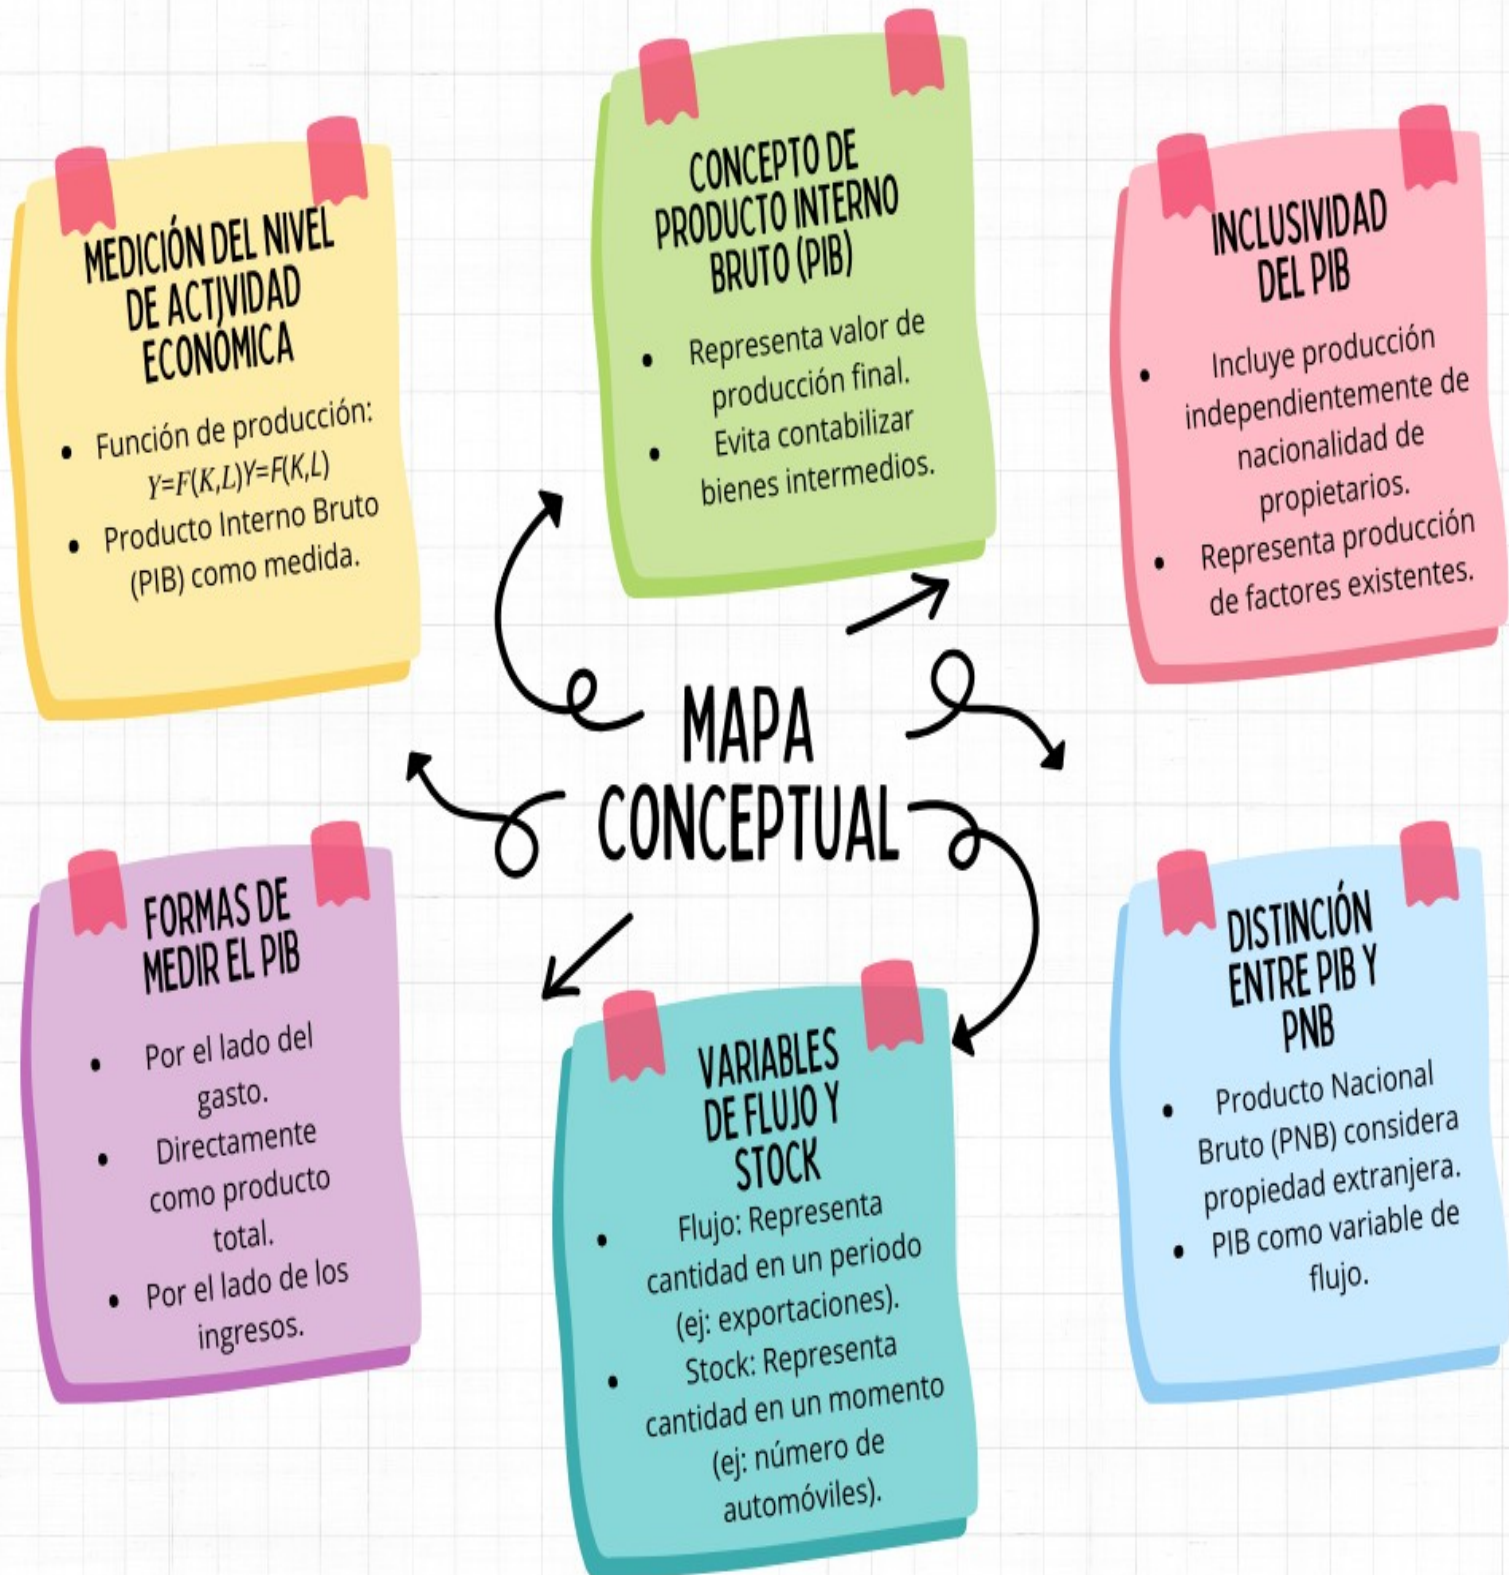 MEDICIÓN DEL NIVEL
DE ACTIVIDAD
ECONÓMICA
• Función de producción:
Y=F(K,L)Y=F(K,L)
• Producto Interno Bruto
(PIB) como medida.
CONCEPTO DE
PRODUCTO INTERNO
BRUTO (PIB)
• Representa valor de
producción final.
• Evita contabilizar
bienes intermedios.
INCLUSIVIDAD
DEL PIB
• Incluye producción
independientemente de
nacionalidad de
propietarios.
• Representa producción
de factores existentes.
MAPA
CONCEPTUAL
FORMAS DE
MEDIR EL PIB
• Por el lado del
gasto.
• Directamente
como producto
total.
• Por el lado de los
ingresos.
VARIABLES
DE FLUJO Y
STOCK
• Flujo: Representa
cantidad en un periodo
(ej: exportaciones).
• Stock: Representa
cantidad en un momento
(ej: número de
automóviles).
DISTINCIÓN
ENTRE PIB Y
PNB
• Producto Nacional
Bruto (PNB) considera
propiedad extranjera.
• PIB como variable de
flujo.